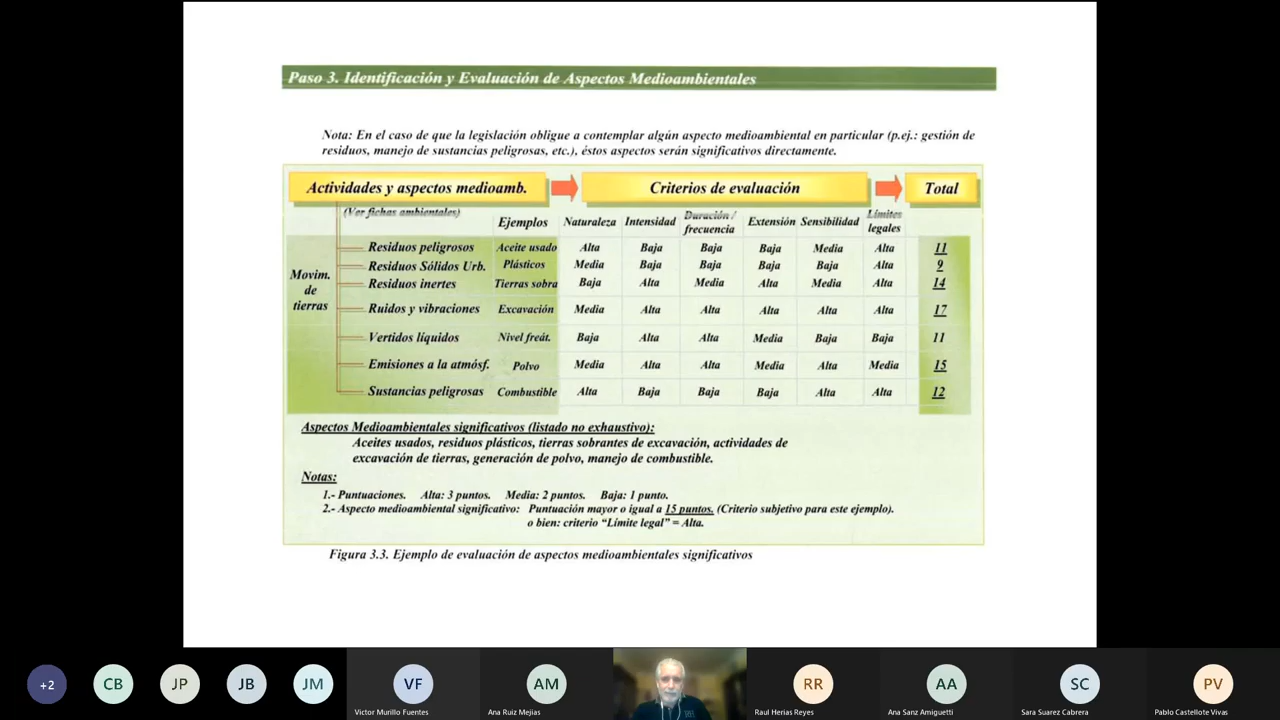 Paso 3. Identificación y Evaluación de Aspectos Medioambientales
Nota: En el caso de que la legislación obligue a contemplar algún aspecto medioambiental en particular (p.ej.: gestión de
residuos, manejo de sustancias peligrosas, etc.), éstos aspectos serán significativos directamente.
Actividades y aspectos medioamb. Criterios de evaluación Total
(Ver fichas ambientales) Ejemplos Naturaleza Intensidad Duración / frecuencia Extensión Sensibilidad Límites legales
Movim. de tierras
Residuos peligrosos Aceite usado Alta Baja Baja Baja Media Alta 11
Residuos Sólidos Urb. Plásticos Media Baja Baja Baja Baja Alta 9
Residuos inertes Tierras sobra Baja Alta Media Alta Media Alta 14
Ruidos y vibraciones Excavación Media Alta Alta Alta Alta Alta 17
Vertidos líquidos Nivel freát. Baja Alta Alta Media Baja Baja 11
Emisiones a la atmósf. Polvo Media Alta Alta Media Alta Media 15
Sustancias peligrosas Combustible Alta Baja Baja Baja Alta Alta 12
Aspectos Medioambientales significativos (listado no exhaustivo):
Aceites usados, residuos plásticos, tierras sobrantes de excavación, actividades de
excavación de tierras, generación de polvo, manejo de combustible.
Notas:
1.- Puntuaciones. Alta: 3 puntos. Media: 2 puntos. Baja: 1 punto.
2.- Aspecto medioambiental significativo: Puntuación mayor o igual a 15 puntos. (Criterio subjetivo para este ejemplo).
o bien: criterio “Límite legal” = Alta.
Figura 3.3. Ejemplo de evaluación de aspectos medioambientales significativos
+2 CB JP JB JM VF AM RR AA SC PV
Victor Murillo Fuentes Ana Ruiz Mejias Raul Herias Reyes Ana Sanz Amiguetti Sara Suarez Cabrera Pablo Castellote Vivas